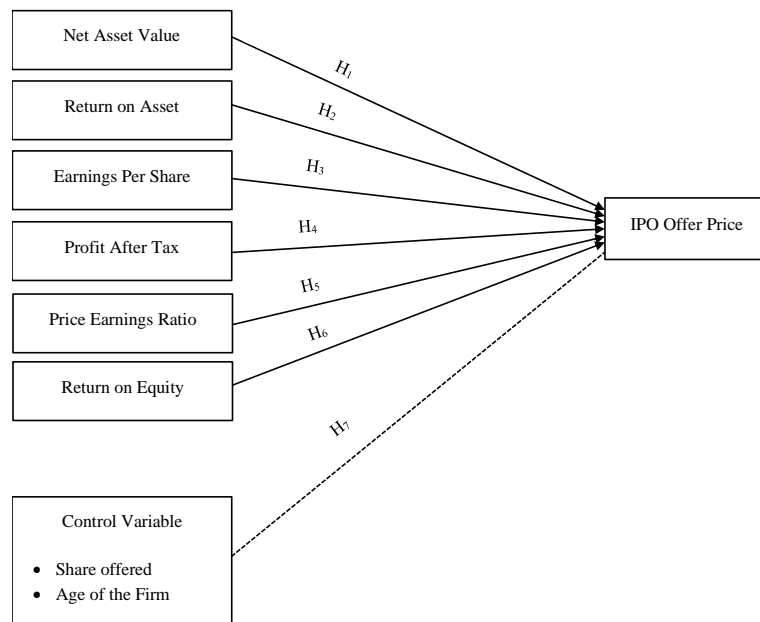 Net Asset Value
H1
Return on Asset
H2
Earnings Per Share
H3
IPO Offer Price
Profit After Tax
H4
Price Earnings Ratio
H5
Return on Equity
H6
H7
Control Variable
• Share offered
• Age of the Firm